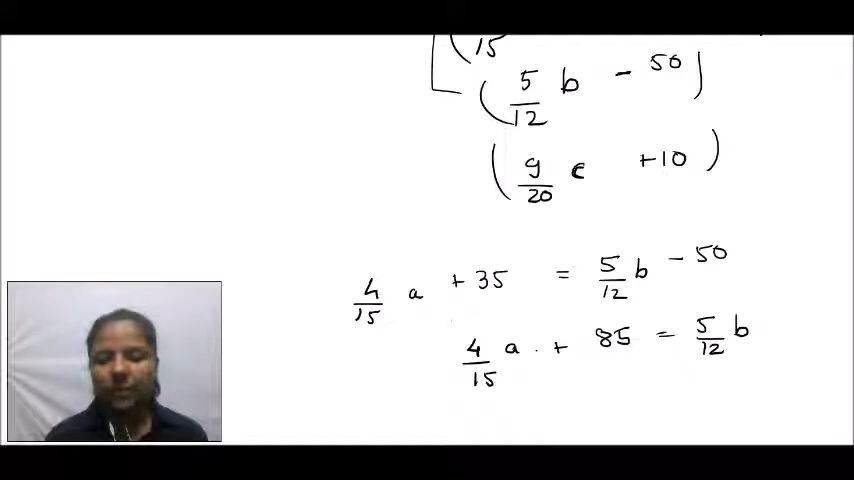 (
15
( 5/12 b - 50 )
( 9/20 c + 10 )
4/15 a + 35 = 5/12 b - 50
4/15 a . + 85 = 5/12 b